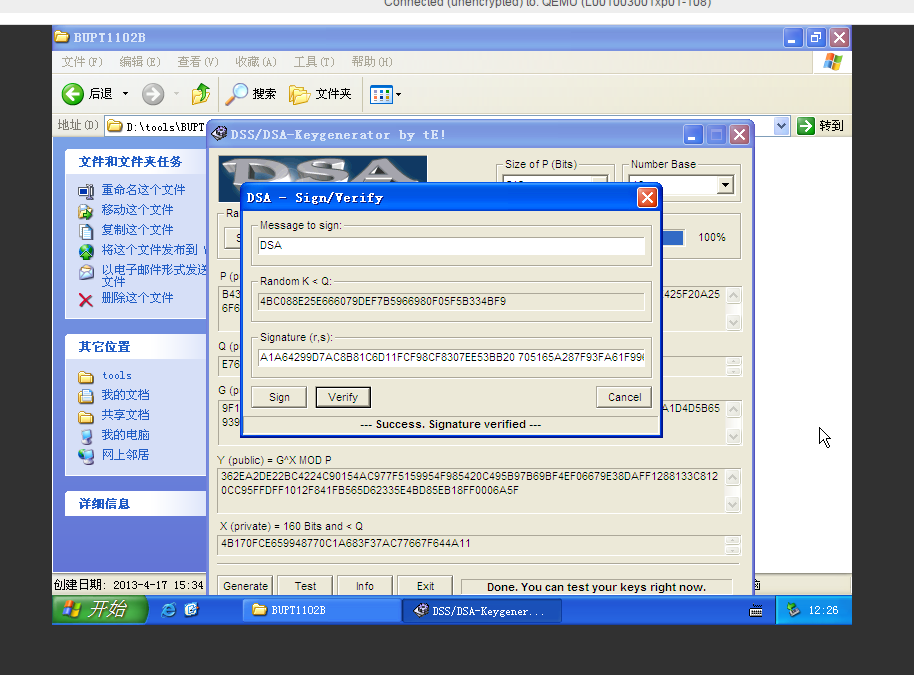 Connected (unencrypted) to: QEMU (L001003001xp01-108)
BUPT1102B
文件(F) 编辑(E) 查看(V) 收藏(A) 工具(T) 帮助(H)
后退 搜索 文件夹
地址(D) D:\tools\BUPT 转到
DSS/DSA-Keygenerator by tE!
文件和文件夹任务
重命名这个文件
移动这个文件
复制这个文件
将这个文件发布到
以电子邮件形式发送
文件
删除这个文件
其它位置
tools
我的文档
共享文档
我的电脑
网上邻居
详细信息
DSA
Size of P (Bits) Number Base
Ra
S 100%
DSA - Sign/Verify
Message to sign:
DSA
Random K < Q:
4BC088E25E666079DEF7B5966980F05F5B334BF9
Signature (r,s):
A1A64299D7AC8B81C6D11FCF98CF8307EE53BB20 705165A287F93FA61F996
Sign Verify Cancel
--- Success. Signature verified ---
P (p
B43 425F20A25
6F6
Q (p
E76
G (p
9F1 A1D4D5B65
939
Y (public) = G^X MOD P
362EA2DE22BC4224C90154AC977F5159954F985420C495B97B69BF4EF06679E38DAFF1288133C812
0CC95FFDFF1012F841FB565D62335E4BD85EB18FF0006A5F
X (private) = 160 Bits and < Q
4B170FCE659948770C1A683F37AC77667F644A11
Generate Test Info Exit Done. You can test your keys right now.
创建日期: 2013-4-17 15:34
开始 BUPT1102B DSS/DSA-Keygener... 12:26